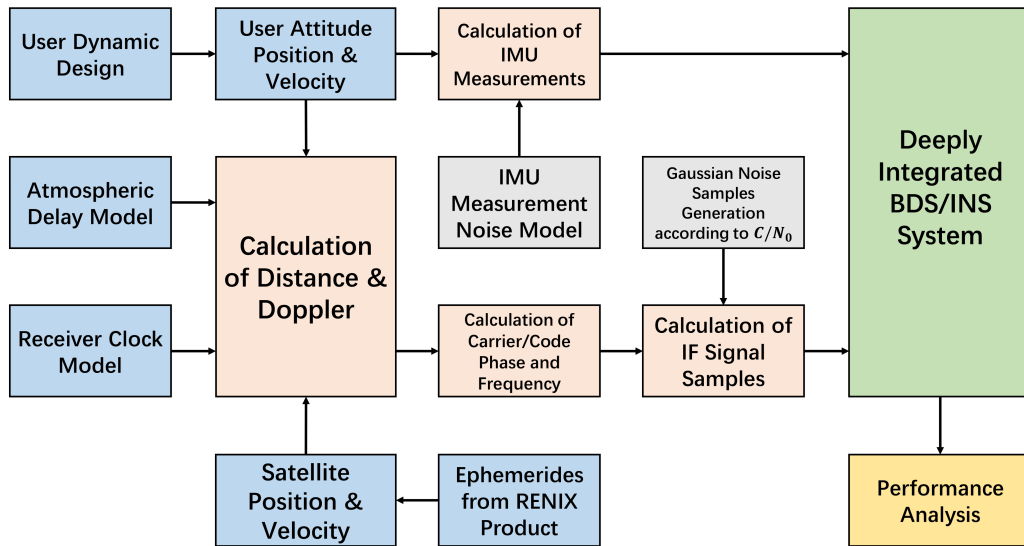 User Dynamic
Design
User Attitude
Position &
Velocity
Calculation of
IMU
Measurements
Deeply
Integrated
BDS/INS
System
Atmospheric
Delay Model
Calculation
of Distance &
Doppler
IMU
Measurement
Noise Model
Gaussian Noise
Samples
Generation
according to C/N₀
Receiver Clock
Model
Calculation of
Carrier/Code
Phase and
Frequency
Calculation of
IF Signal
Samples
Satellite
Position &
Velocity
Ephemerides
from RENIX
Product
Performance
Analysis